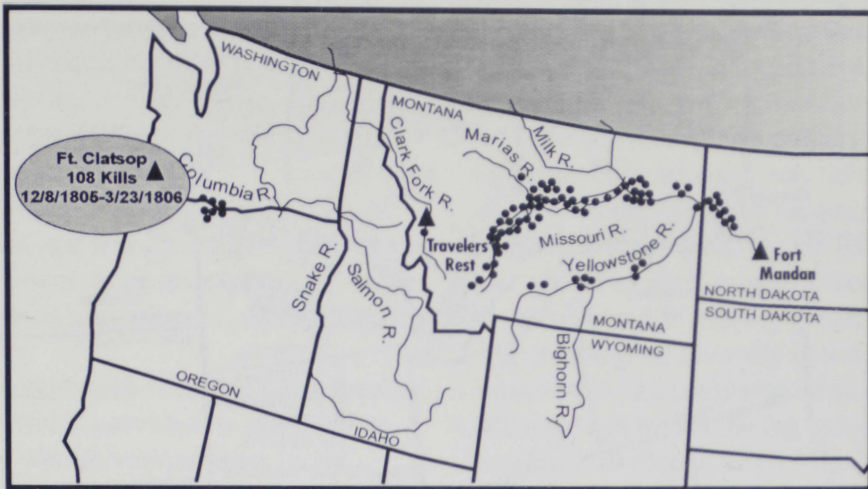 WASHINGTON
MONTANA
Ft. Clatsop
108 Kills
12/8/1805-3/23/1806
Columbia R.
Clark Fork R.
Marias R.
Milk R.
Travelers
Rest
Missouri R.
Yellowstone R.
Fort
Mandan
NORTH DAKOTA
SOUTH DAKOTA
Snake R.
Salmon R.
MONTANA
WYOMING
Bighorn R.
OREGON
IDAHO